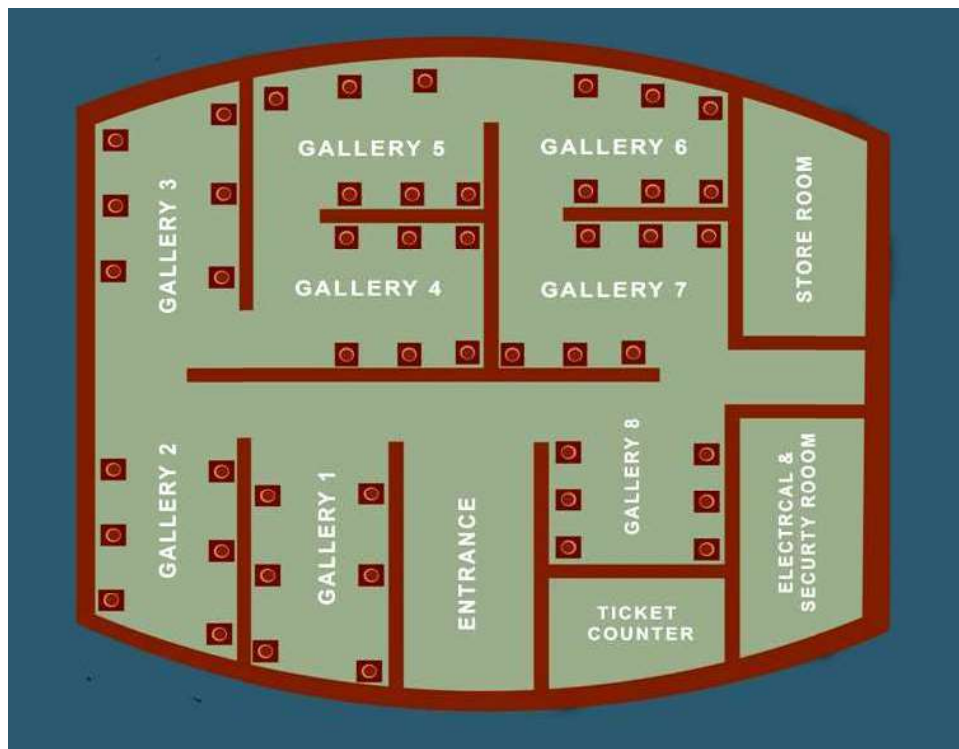 GALLERY 5
GALLERY 6
GALLERY 3
STORE ROOM
GALLERY 4
GALLERY 7
GALLERY 2
GALLERY 1
ENTRANCE
GALLERY 8
ELECTRCAL &
SECURTY ROOOM
TICKET
COUNTER